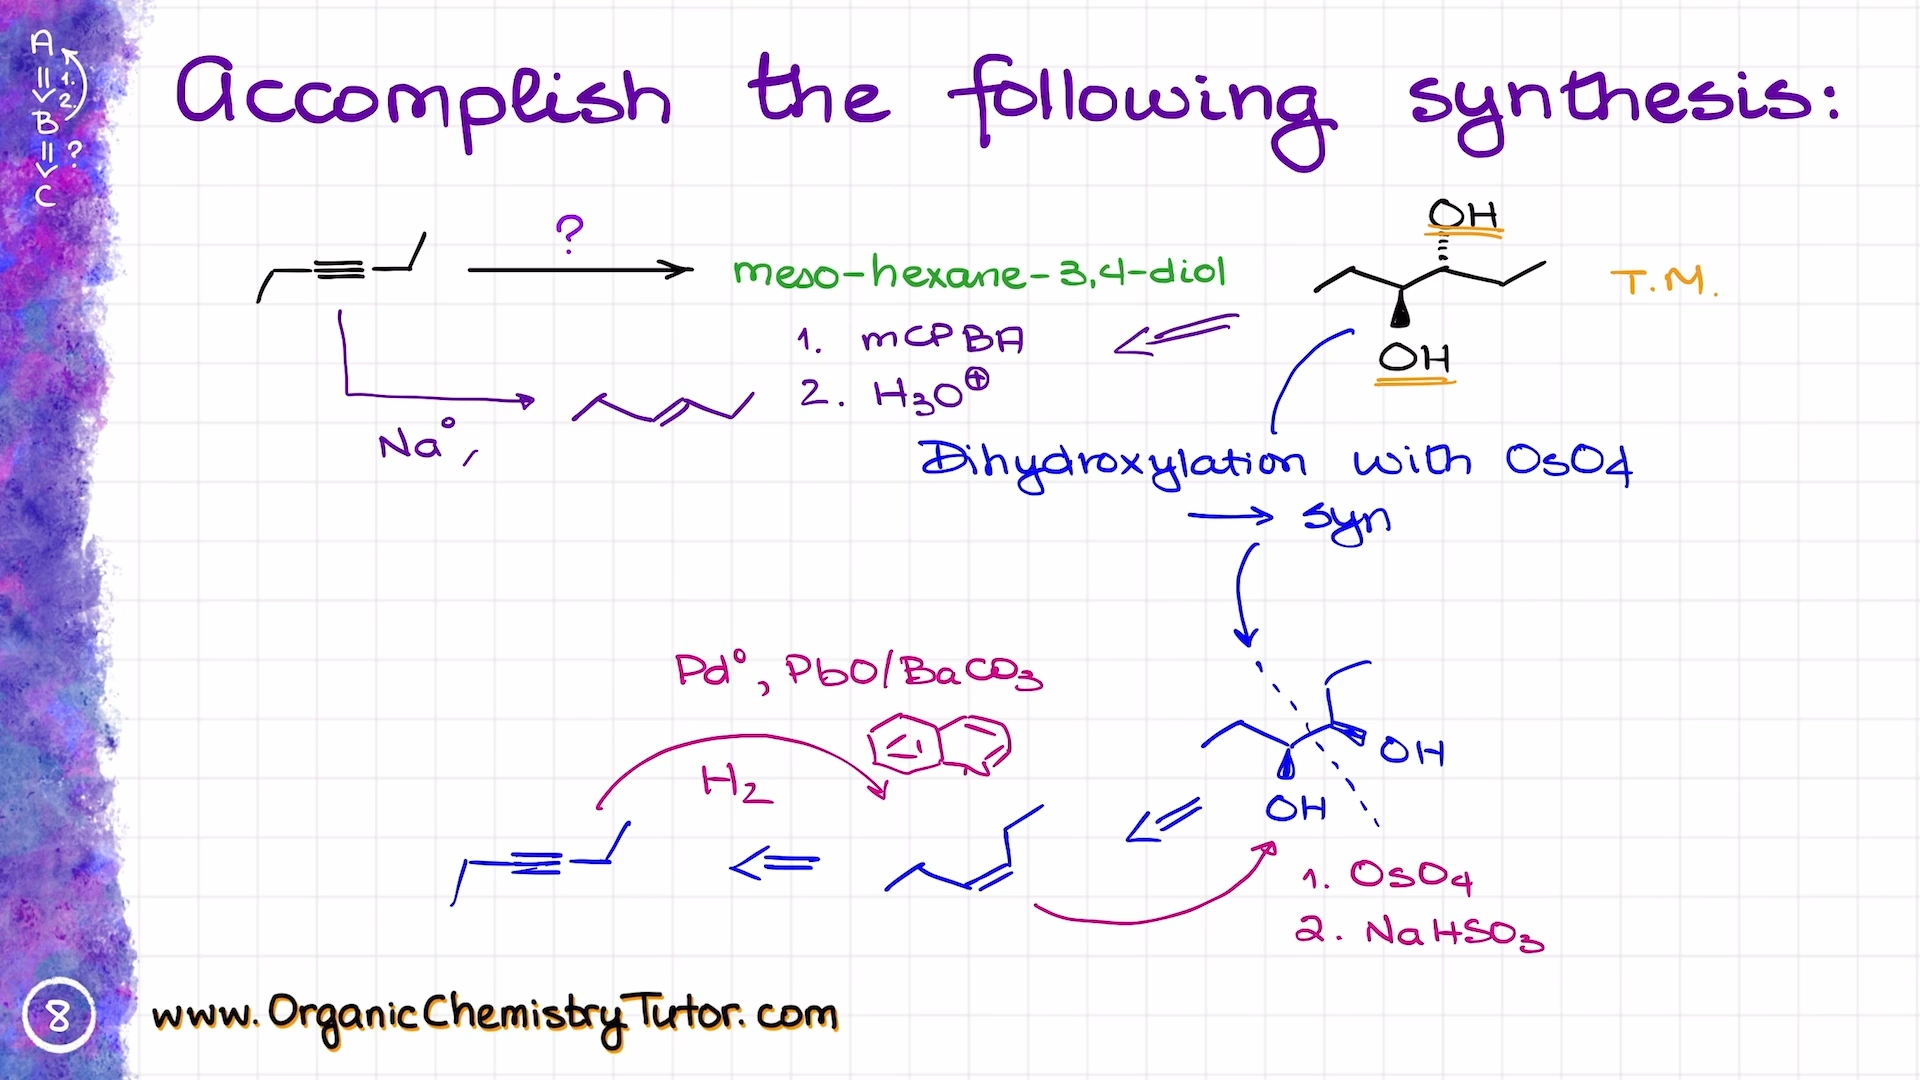 A
1.
2.
B
?
C
Accomplish the following synthesis:
?
meso-hexane-3,4-diol
OH
OH
T.M.
1. mCPBA
2. H3O⊕
Na°,
Dihydroxylation with OsO4
→ syn
Pd°, PbO/BaCO3
H2
N
OH
OH
1. OsO4
2. NaHSO3
8
www.OrganicChemistryTutor.com